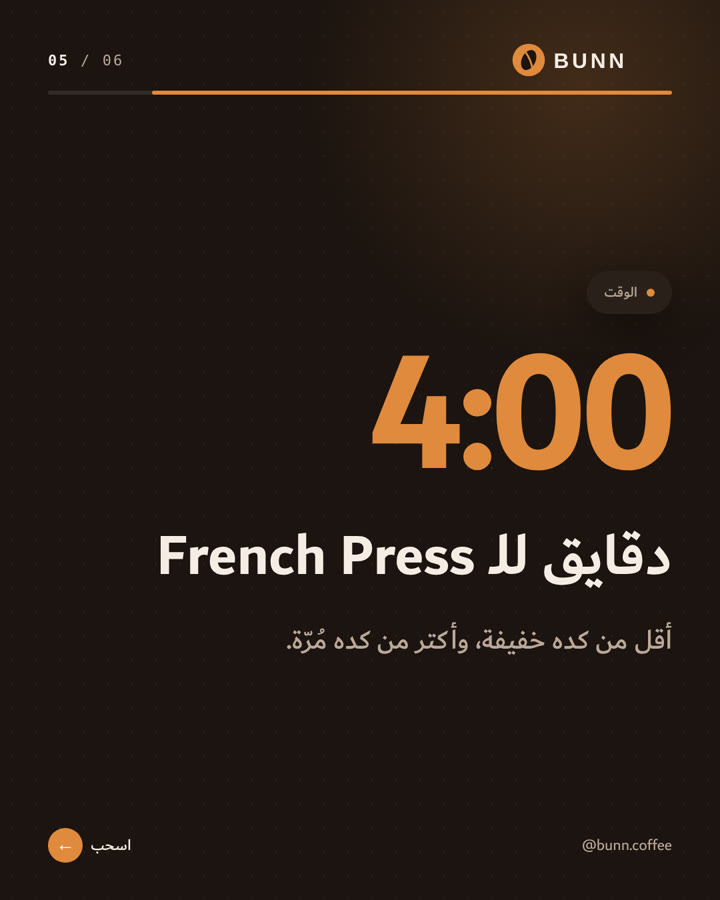 05 / 06
BUNN
الوقت
4:00
دقايق للـ French Press
أقل من كده خفيفة، وأكتر من كده مُرّة.
اسحب ←
@bunn.coffee